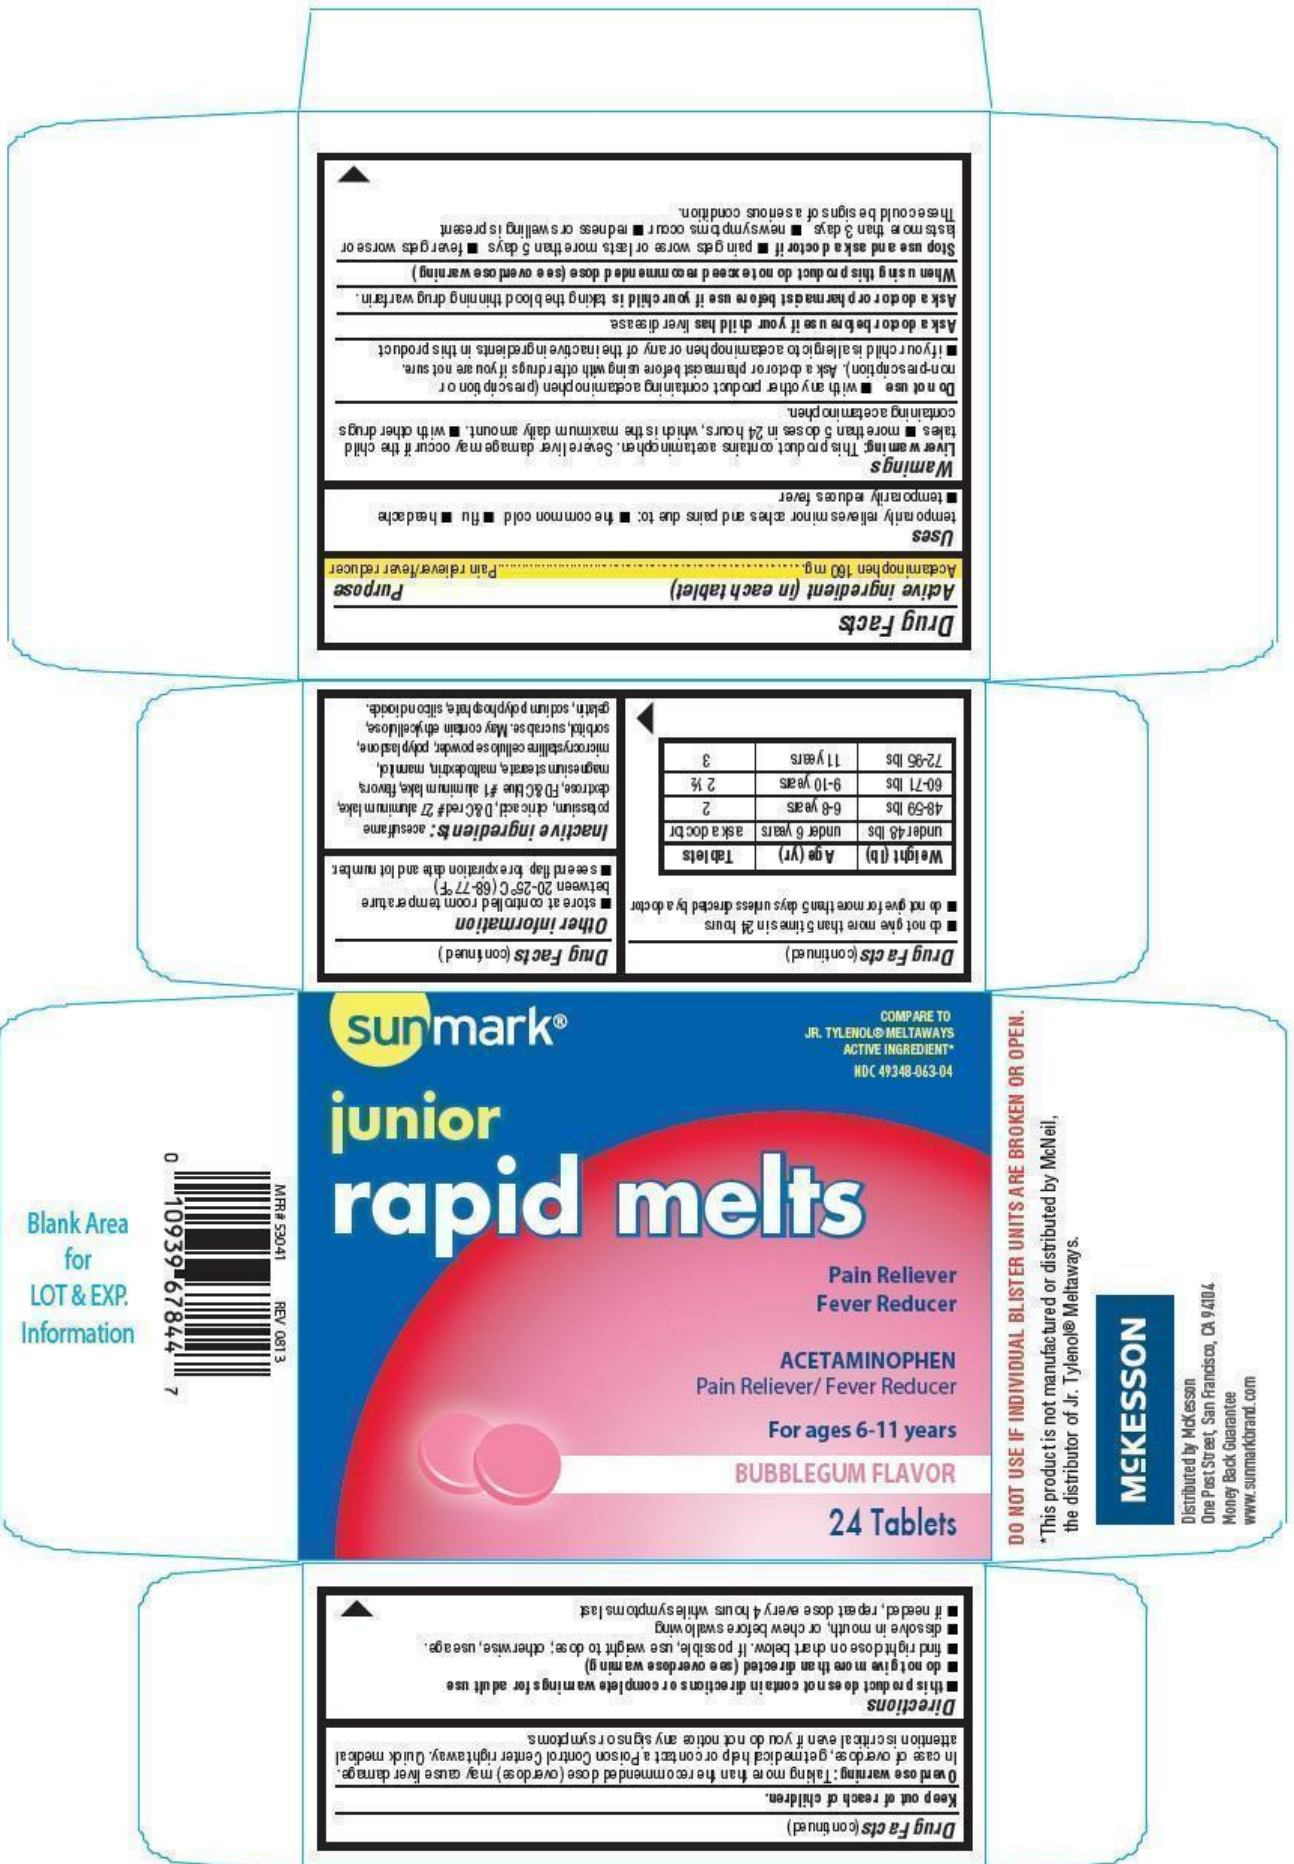 sunmark®
COMPARE TO
JR. TYLENOL® MELTAWAYS
ACTIVE INGREDIENT*
NDC 49348-063-04
junior
rapid melts
Pain Reliever
Fever Reducer
ACETAMINOPHEN
Pain Reliever/ Fever Reducer
For ages 6-11 years
BUBBLEGUM FLAVOR
24 Tablets
Drug Facts
Active ingredient (in each tablet) Purpose
Acetaminophen 160 mg......Pain reliever/fever reducer
Uses
temporarily relieves minor aches and pains due to: ■ the common cold ■ flu ■ headache
■ temporarily reduces fever
Warnings
Liver warning: This product contains acetaminophen. Severe liver damage may occur if the child
takes ■ more than 5 doses in 24 hours, which is the maximum daily amount. ■ with other drugs
containing acetaminophen.
Do not use ■ with any other product containing acetaminophen (prescription or
non-prescription). Ask a doctor or pharmacist before using with other drugs if you are not sure.
■ if your child is allergic to acetaminophen or any of the inactive ingredients in this product
Ask a doctor before use if your child has liver disease.
Ask a doctor or pharmacist before use if your child is taking the blood thinning drug warfarin.
When using this product do not exceed recommended dose (see overdose warning)
Stop use and ask a doctor if ■ pain gets worse or lasts more than 5 days ■ fever gets worse or
lasts more than 3 days ■ new symptoms occur ■ redness or swelling is present
These could be signs of a serious condition.
Drug Facts (continued)
Keep out of reach of children.
Overdose warning: Taking more than the recommended dose (overdose) may cause liver damage.
In case of overdose, get medical help or contact a Poison Control Center right away. Quick medical
attention is critical even if you do not notice any signs or symptoms.
Directions
■ this product does not contain directions or complete warnings for adult use
■ do not give more than directed (see overdose warning)
■ find right dose on chart below. If possible, use weight to dose; otherwise, use age.
■ dissolve in mouth, or chew before swallowing
■ if needed, repeat dose every 4 hours while symptoms last
Drug Facts (continued)
■ do not give more than 5 times in 24 hours
■ do not give for more than 5 days unless directed by a doctor
Weight (lb) Age (yr) Tablets
under 48 lbs under 6 years ask a doctor
48-59 lbs 6-8 years 2
60-71 lbs 9-10 years 2 ½
72-95 lbs 11 years 3
Drug Facts (continued)
Other information
■ store at controlled room temperature
between 20-25°C (68-77°F)
■ see end flap for expiration date and lot number.
Inactive ingredients: acesulfame
potassium, citric acid, D&C red# 27 aluminum lake,
dextrose, FD&C blue #1 aluminum lake, flavors,
magnesium stearate, maltodextrin, mannitol,
microcrystalline cellulose powder, polyplasdone,
sorbitol, sucralose. May contain ethylcellulose,
gelatin, sodium polyphosphate, silicon dioxide.
DO NOT USE IF INDIVIDUAL BLISTER UNITS ARE BROKEN OR OPEN.
*This product is not manufactured or distributed by McNeil,
the distributor of Jr. Tylenol® Meltaways.
MCKESSON
Distributed by McKesson
One Post Street, San Francisco, CA 94104
Money Back Guarantee
www.sunmarkbrand.com
MFR# 53041 REV 0813
0 10939 67844 7
Blank Area
for
LOT & EXP.
Information